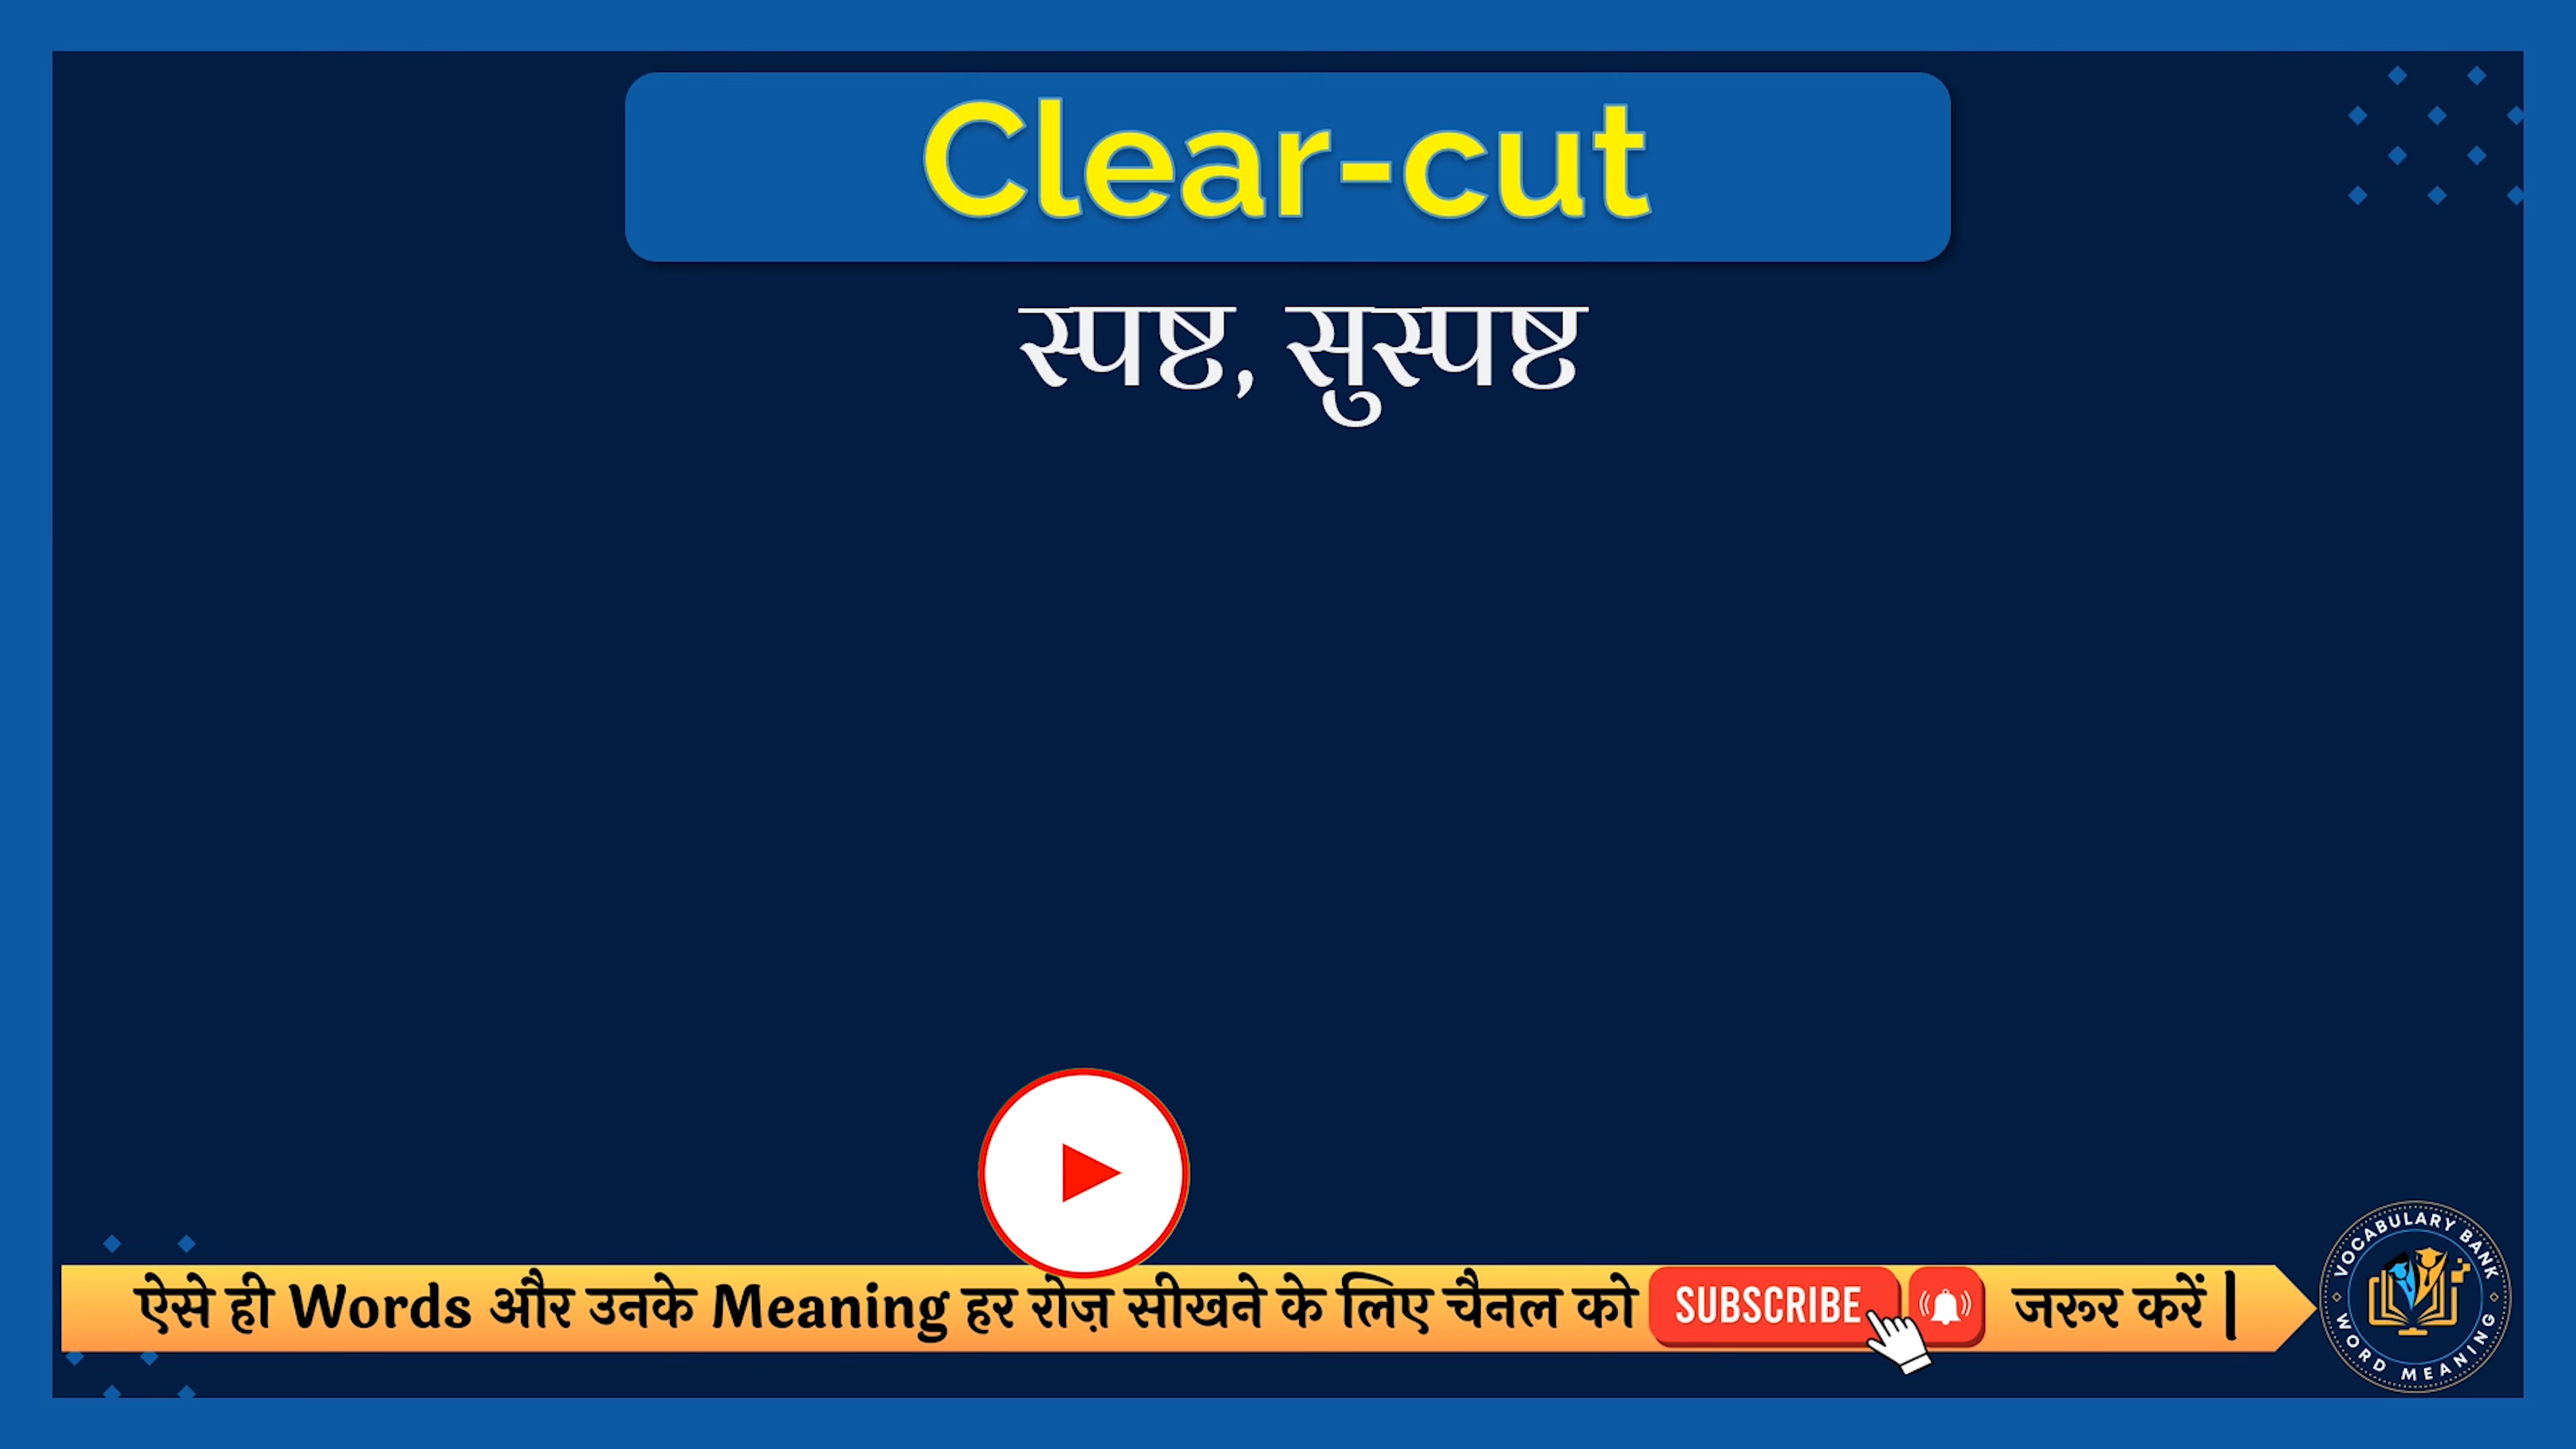 Clear-cut
स्पष्ट, सुस्पष्ट
ऐसे ही Words और उनके Meaning हर रोज़ सीखने के लिए चैनल को SUBSCRIBE जरूर करें |
VOCABULARY BANK
WORD MEANING